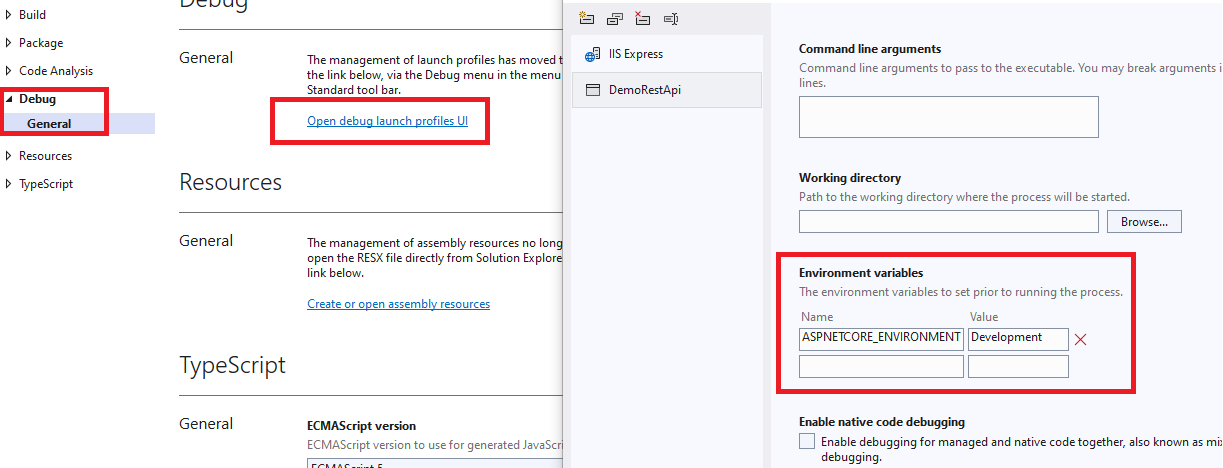 Build
Package
Code Analysis
Debug
General
Resources
TypeScript
Debug
General
The management of launch profiles has moved t
the link below, via the Debug menu in the menu
Standard tool bar.
Open debug launch profiles UI
Resources
General
The management of assembly resources no long
open the RESX file directly from Solution Explore
link below.
Create or open assembly resources
TypeScript
General
ECMAScript version
ECMAScript version to use for generated JavaScri
ECMAScript 5
IIS Express
DemoRestApi
Command line arguments
Command line arguments to pass to the executable. You may break arguments i
lines.
Working directory
Path to the working directory where the process will be started.
Browse...
Environment variables
The environment variables to set prior to running the process.
Name Value
ASPNETCORE_ENVIRONMENT Development
Enable native code debugging
Enable debugging for managed and native code together, also known as mix
debugging.